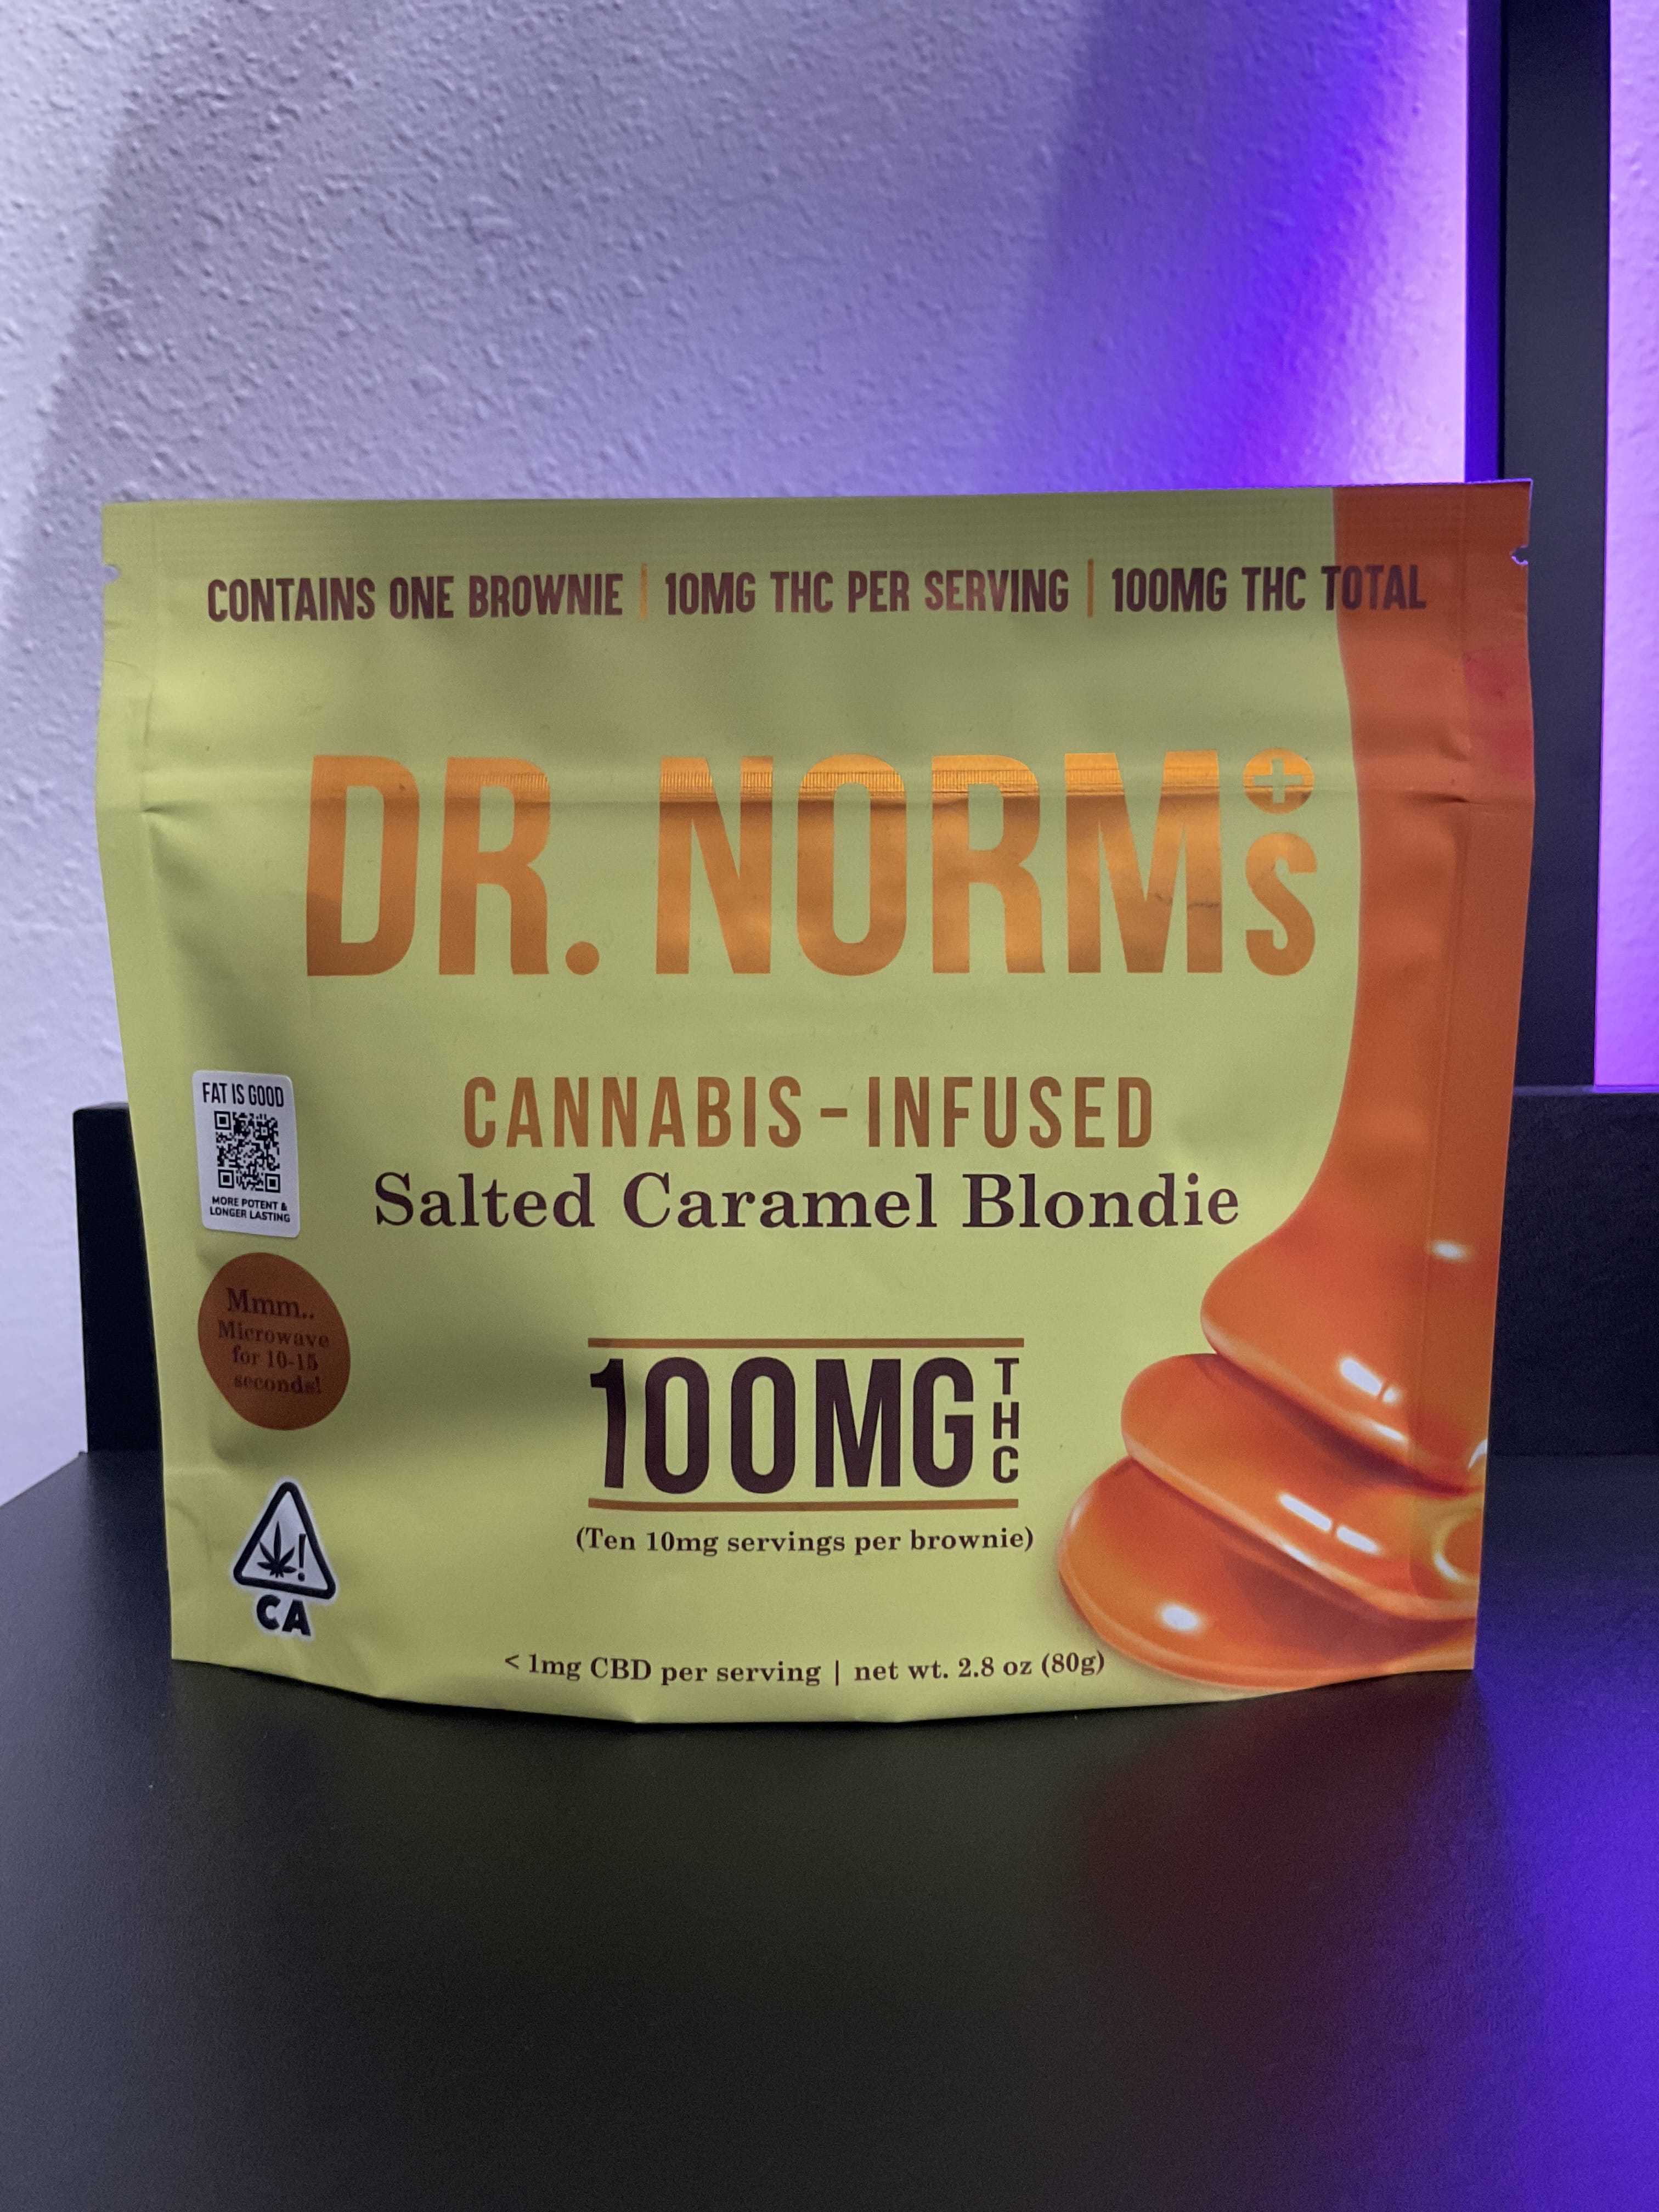 CONTAINS ONE BROWNIE | 10MG THC PER SERVING | 100MG THC TOTAL
DR. NORMS
CANNABIS-INFUSED
Salted Caramel Blondie
FAT IS GOOD
MORE POTENT &
LONGER LASTING
Mmm..
Microwave
for 10-15
seconds!
100MG THC
(Ten 10mg servings per brownie)
CA
< 1mg CBD per serving | net wt. 2.8 oz (80g)